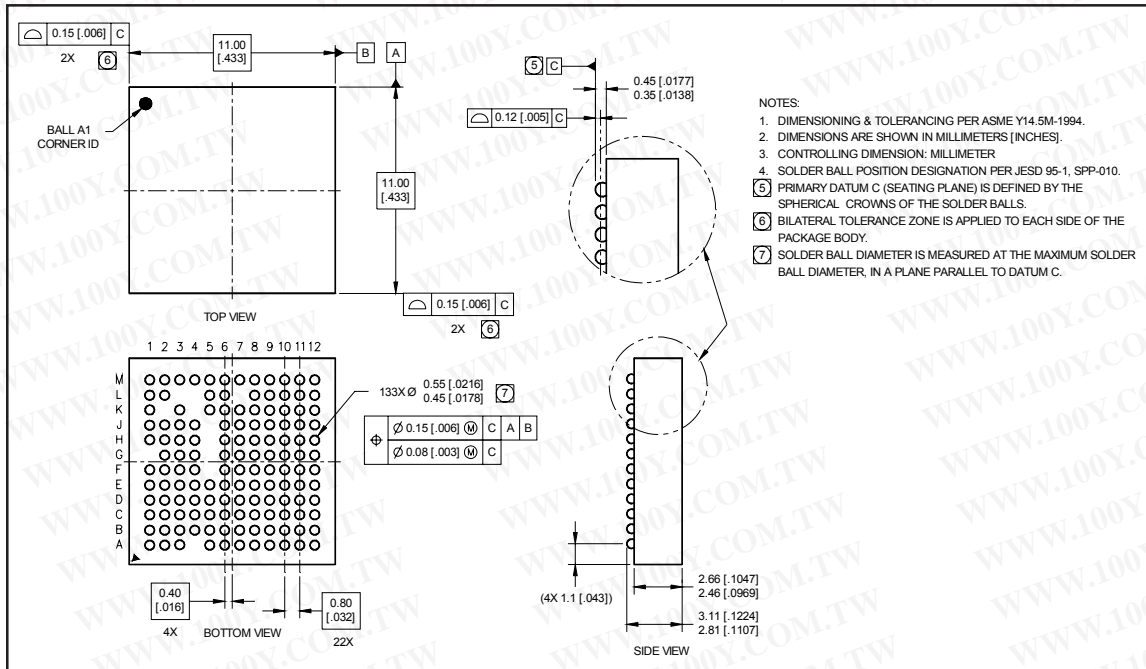 ⌓ 0.15 [.006] C
2X 6
11.00
[.433]
B A
BALL A1
CORNER ID
11.00
[.433]
TOP VIEW
⌓ 0.15 [.006] C
2X 6
5 C
0.45 [.0177]
0.35 [.0138]
⌓ 0.12 [.005] C
NOTES:
1. DIMENSIONING & TOLERANCING PER ASME Y14.5M-1994.
2. DIMENSIONS ARE SHOWN IN MILLIMETERS [INCHES].
3. CONTROLLING DIMENSION: MILLIMETER
4. SOLDER BALL POSITION DESIGNATION PER JESD 95-1, SPP-010.
5 PRIMARY DATUM C (SEATING PLANE) IS DEFINED BY THE
SPHERICAL CROWNS OF THE SOLDER BALLS.
6 BILATERAL TOLERANCE ZONE IS APPLIED TO EACH SIDE OF THE
PACKAGE BODY.
7 SOLDER BALL DIAMETER IS MEASURED AT THE MAXIMUM SOLDER
BALL DIAMETER, IN A PLANE PARALLEL TO DATUM C.
1 2 3 4 5 6 7 8 9 10 11 12
M
L
K
J
H
G
F
E
D
C
B
A
133X Ø 0.55 [.0216] 7
0.45 [.0178]
⌖ Ø 0.15 [.006] Ⓜ C A B
Ø 0.08 [.003] Ⓜ C
0.40
[.016]
4X
BOTTOM VIEW
0.80
[.032]
22X
(4X 1.1 [.043])
2.66 [.1047]
2.46 [.0969]
3.11 [.1224]
2.81 [.1107]
SIDE VIEW
WWW.100Y.COM.TW